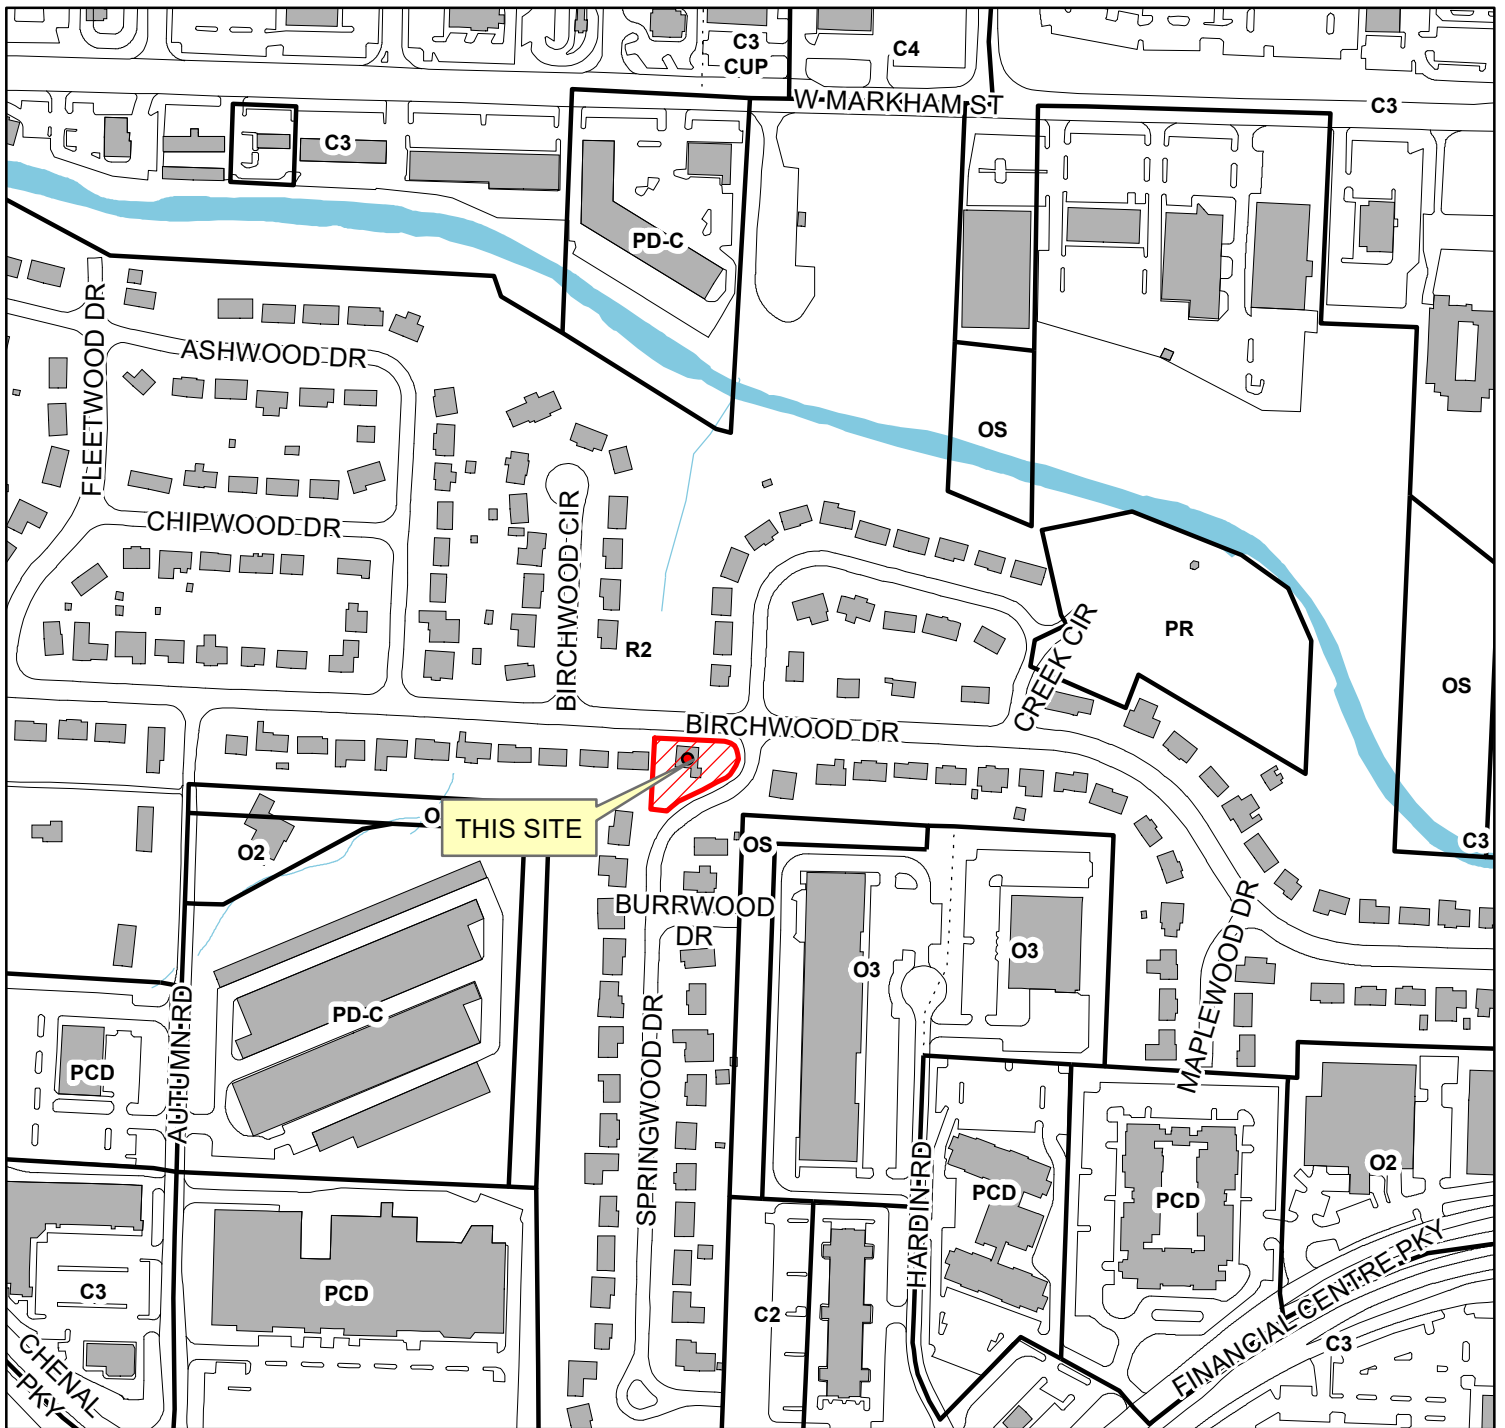 C3
CUP
C4
W MARKHAM ST
C3
C3
PD-C
FLEETWOOD DR
ASHWOOD DR
OS
CHIPWOOD DR
BIRCHWOOD CIR
R2
CREEK CIR
PR
OS
BIRCHWOOD DR
O
THIS SITE
O2
OS
C3
BURRWOOD
DR
O3
O3
MAPLEWOOD DR
AUTUMN RD
PD-C
SPRINGWOOD DR
PCD
HARDIN RD
PCD
PCD
O2
C3
PCD
C2
FINANCIAL CENTRE PKY
C3
CHENAL
PKY